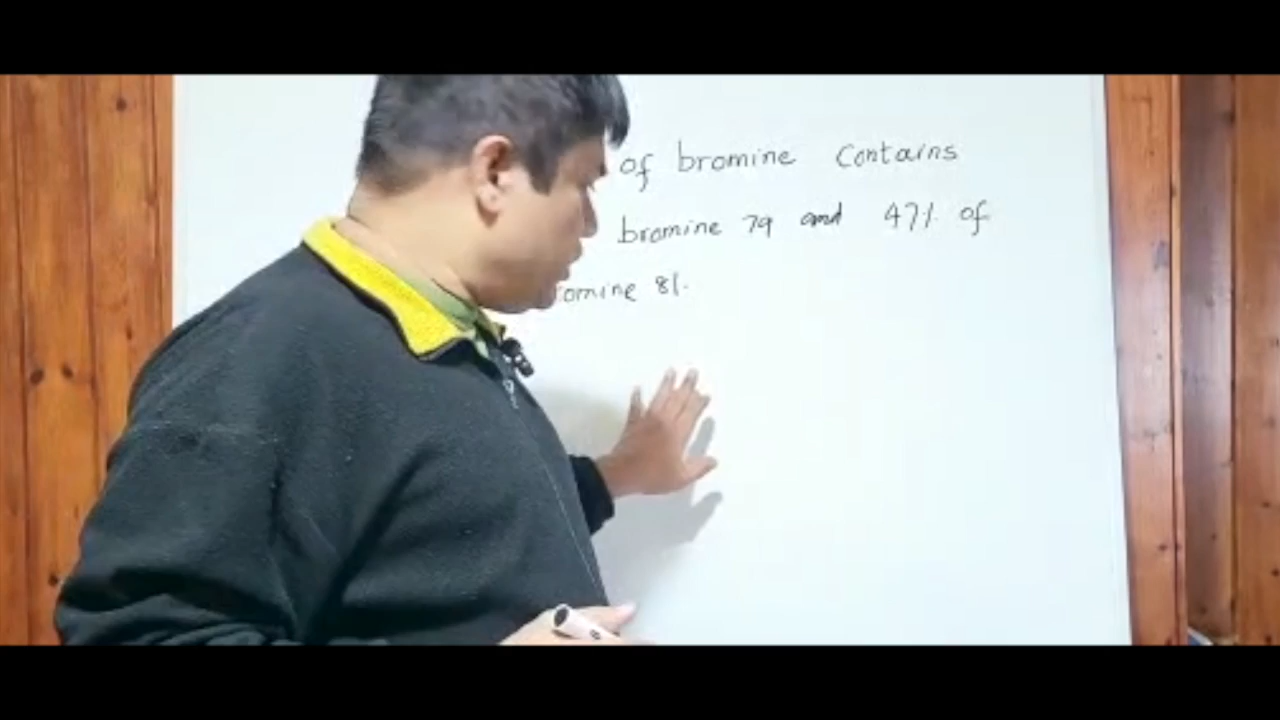 of bromine contains
bromine 79 and 47% of
romine 81.